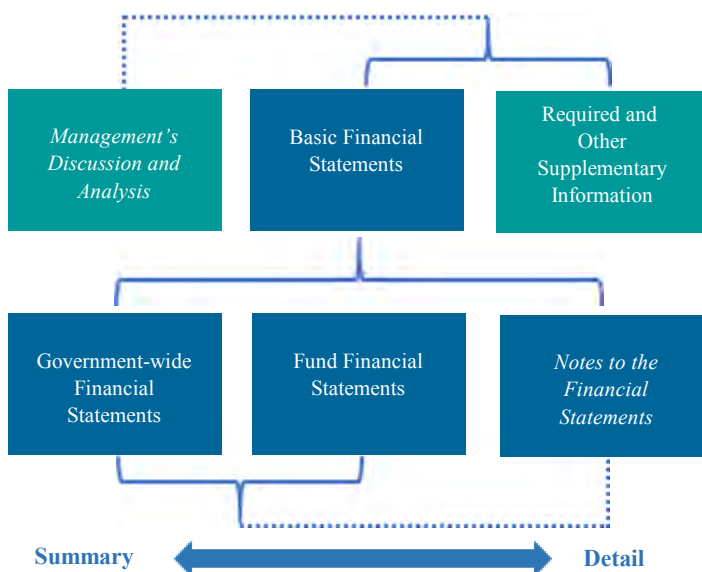 Management’s
Discussion and
Analysis
Basic Financial
Statements
Required and
Other
Supplementary
Information
Government-wide
Financial
Statements
Fund Financial
Statements
Notes to the
Financial
Statements
Summary
Detail